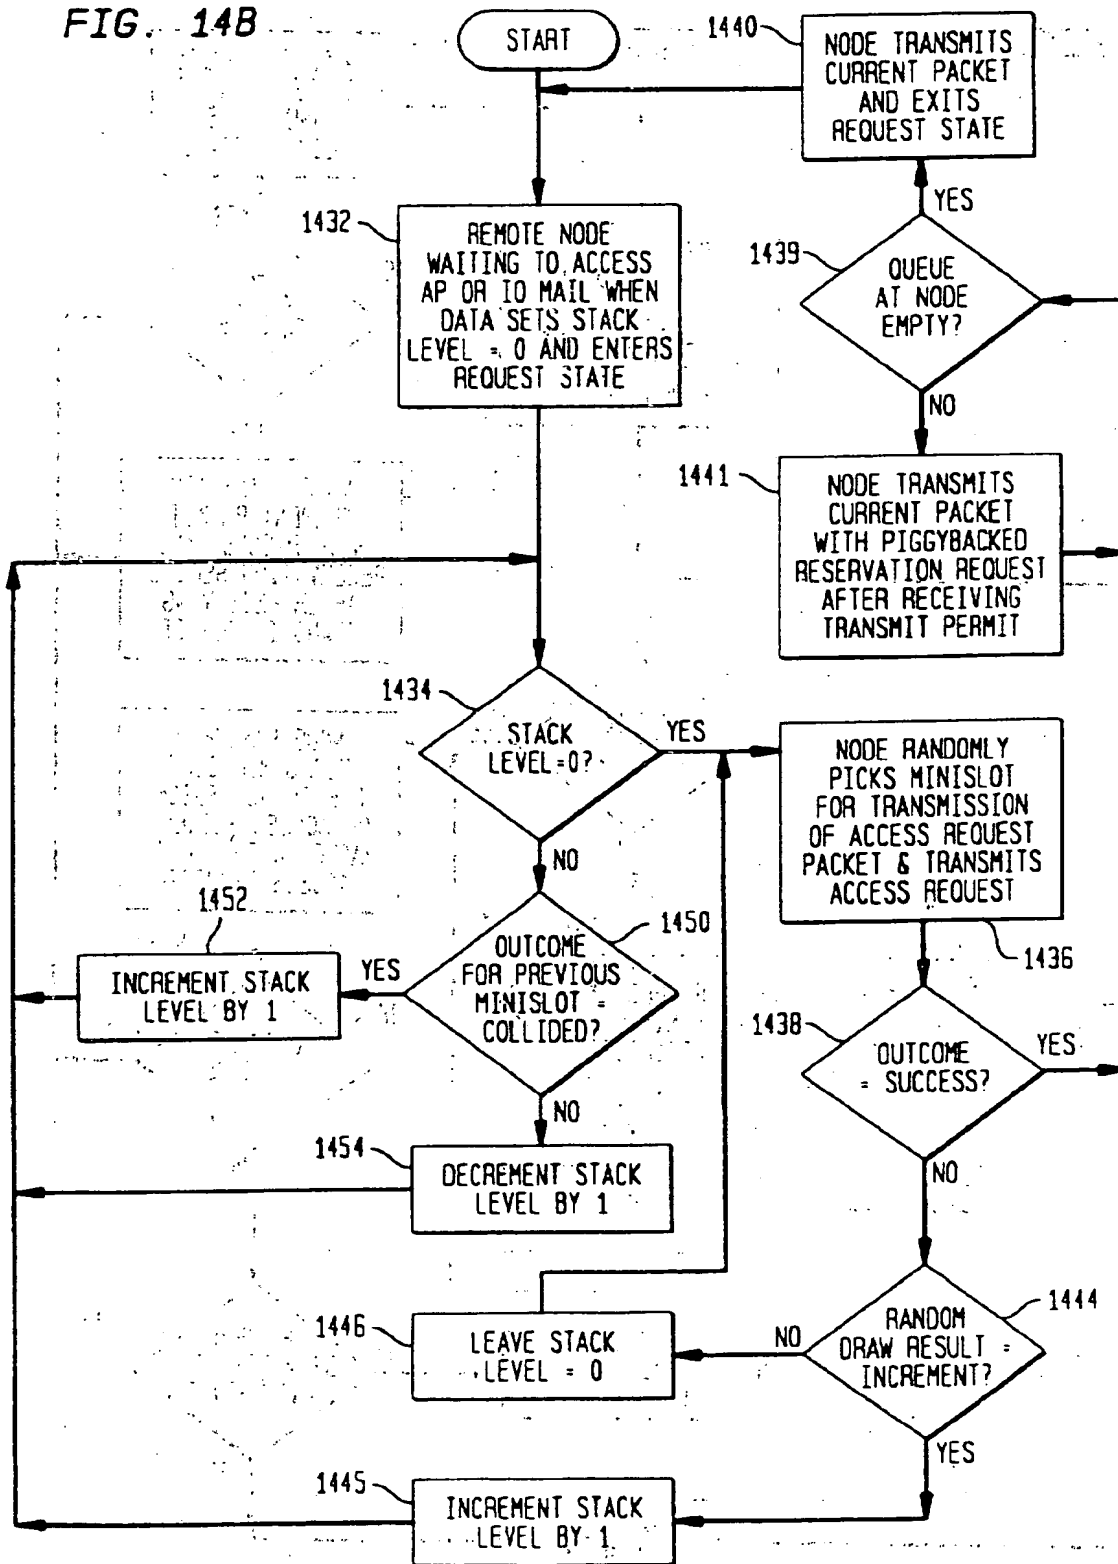 FIG. 14B
START
1440
NODE TRANSMITS
CURRENT PACKET
AND EXITS
REQUEST STATE
YES
1432
REMOTE NODE
WAITING TO ACCESS
AP OR IO MAIL WHEN
DATA SETS STACK
LEVEL = 0 AND ENTERS
REQUEST STATE
1439
QUEUE
AT NODE
EMPTY?
NO
1441
NODE TRANSMITS
CURRENT PACKET
WITH PIGGYBACKED
RESERVATION REQUEST
AFTER RECEIVING
TRANSMIT PERMIT
1434
STACK
LEVEL=0?
YES
NO
NODE RANDOMLY
PICKS MINISLOT
FOR TRANSMISSION
OF ACCESS REQUEST
PACKET & TRANSMITS
ACCESS REQUEST
1436
1452
INCREMENT STACK
LEVEL BY 1
YES
1450
OUTCOME
FOR PREVIOUS
MINISLOT =
COLLIDED?
NO
1438
OUTCOME
= SUCCESS?
YES
NO
1454
DECREMENT STACK
LEVEL BY 1
1446
LEAVE STACK
LEVEL = 0
NO
1444
RANDOM
DRAW RESULT =
INCREMENT?
YES
1445
INCREMENT STACK
LEVEL BY 1